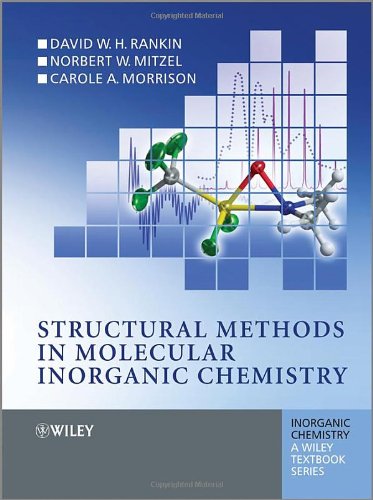 DAVID W. H. RANKIN
NORBERT W. MITZEL
CAROLE A. MORRISON
STRUCTURAL METHODS
IN MOLECULAR
INORGANIC CHEMISTRY
WILEY
INORGANIC
CHEMISTRY
A WILEY
TEXTBOOK
SERIES